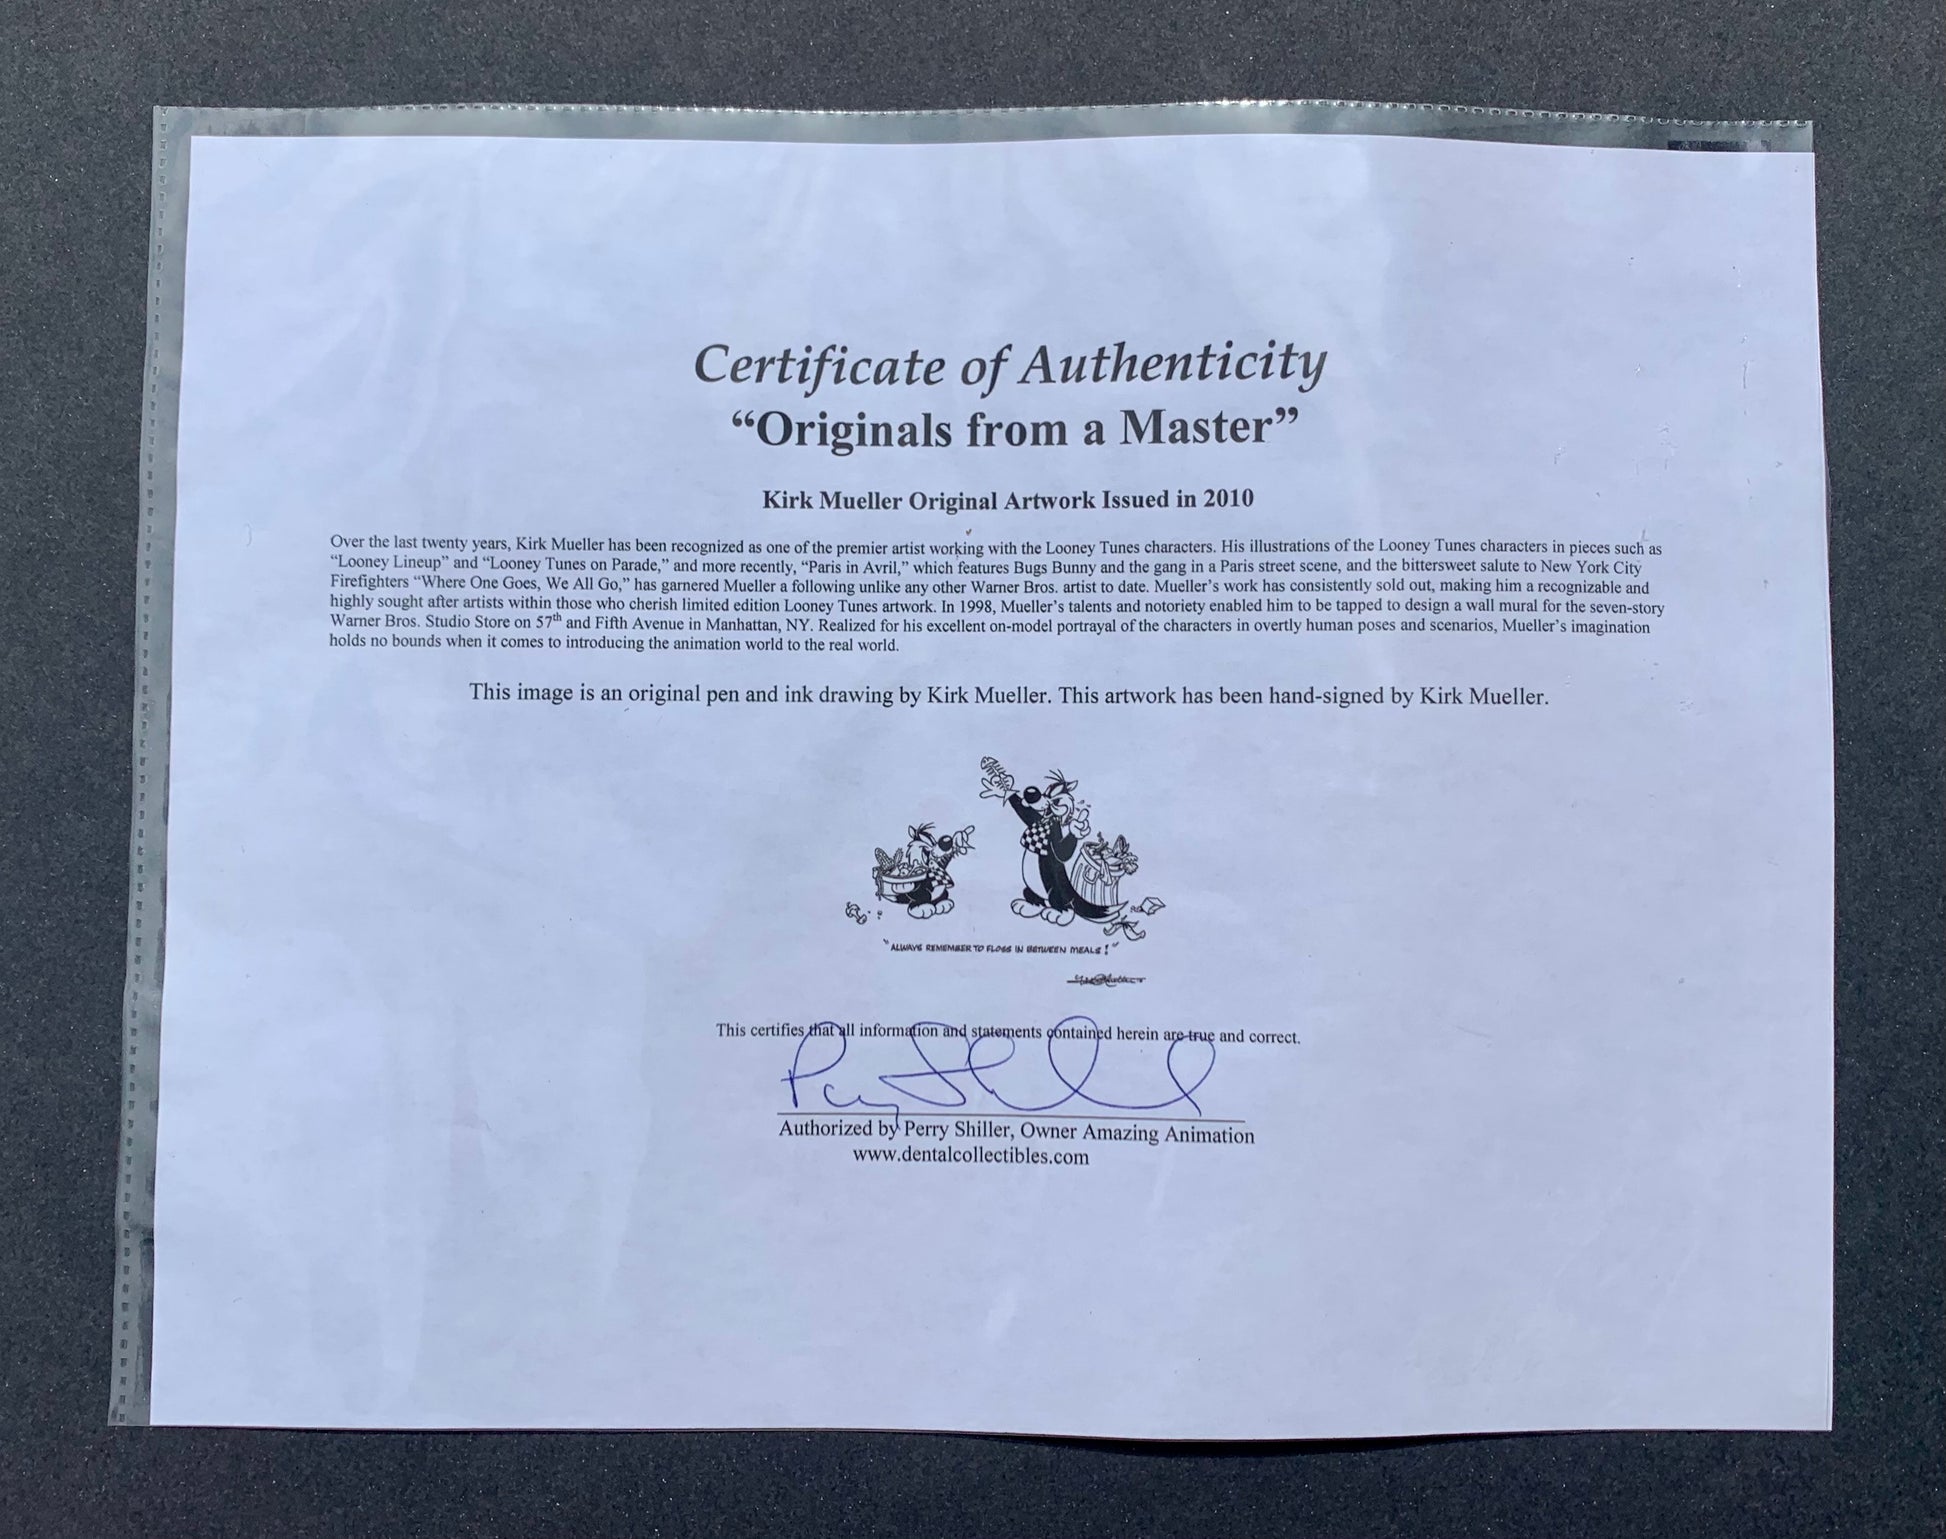 Certificate of Authenticity
“Originals from a Master”
Kirk Mueller Original Artwork Issued in 2010
Over the last twenty years, Kirk Mueller has been recognized as one of the premier artist working with the Looney Tunes characters. His illustrations of the Looney Tunes characters in pieces such as
“Looney Lineup” and “Looney Tunes on Parade,” and more recently, “Paris in Avril,” which features Bugs Bunny and the gang in a Paris street scene, and the bittersweet salute to New York City
Firefighters “Where One Goes, We All Go,” has garnered Mueller a following unlike any other Warner Bros. artist to date. Mueller’s work has consistently sold out, making him a recognizable and
highly sought after artists within those who cherish limited edition Looney Tunes artwork. In 1998, Mueller’s talents and notoriety enabled him to be tapped to design a wall mural for the seven-story
Warner Bros. Studio Store on 57th and Fifth Avenue in Manhattan, NY. Realized for his excellent on-model portrayal of the characters in overtly human poses and scenarios, Mueller’s imagination
holds no bounds when it comes to introducing the animation world to the real world.
This image is an original pen and ink drawing by Kirk Mueller. This artwork has been hand-signed by Kirk Mueller.
"ALWAYS REMEMBER TO FLOSS IN BETWEEN MEALS!"
This certifies that all information and statements contained herein are true and correct.
Authorized by Perry Shiller, Owner Amazing Animation
www.dentalcollectibles.com